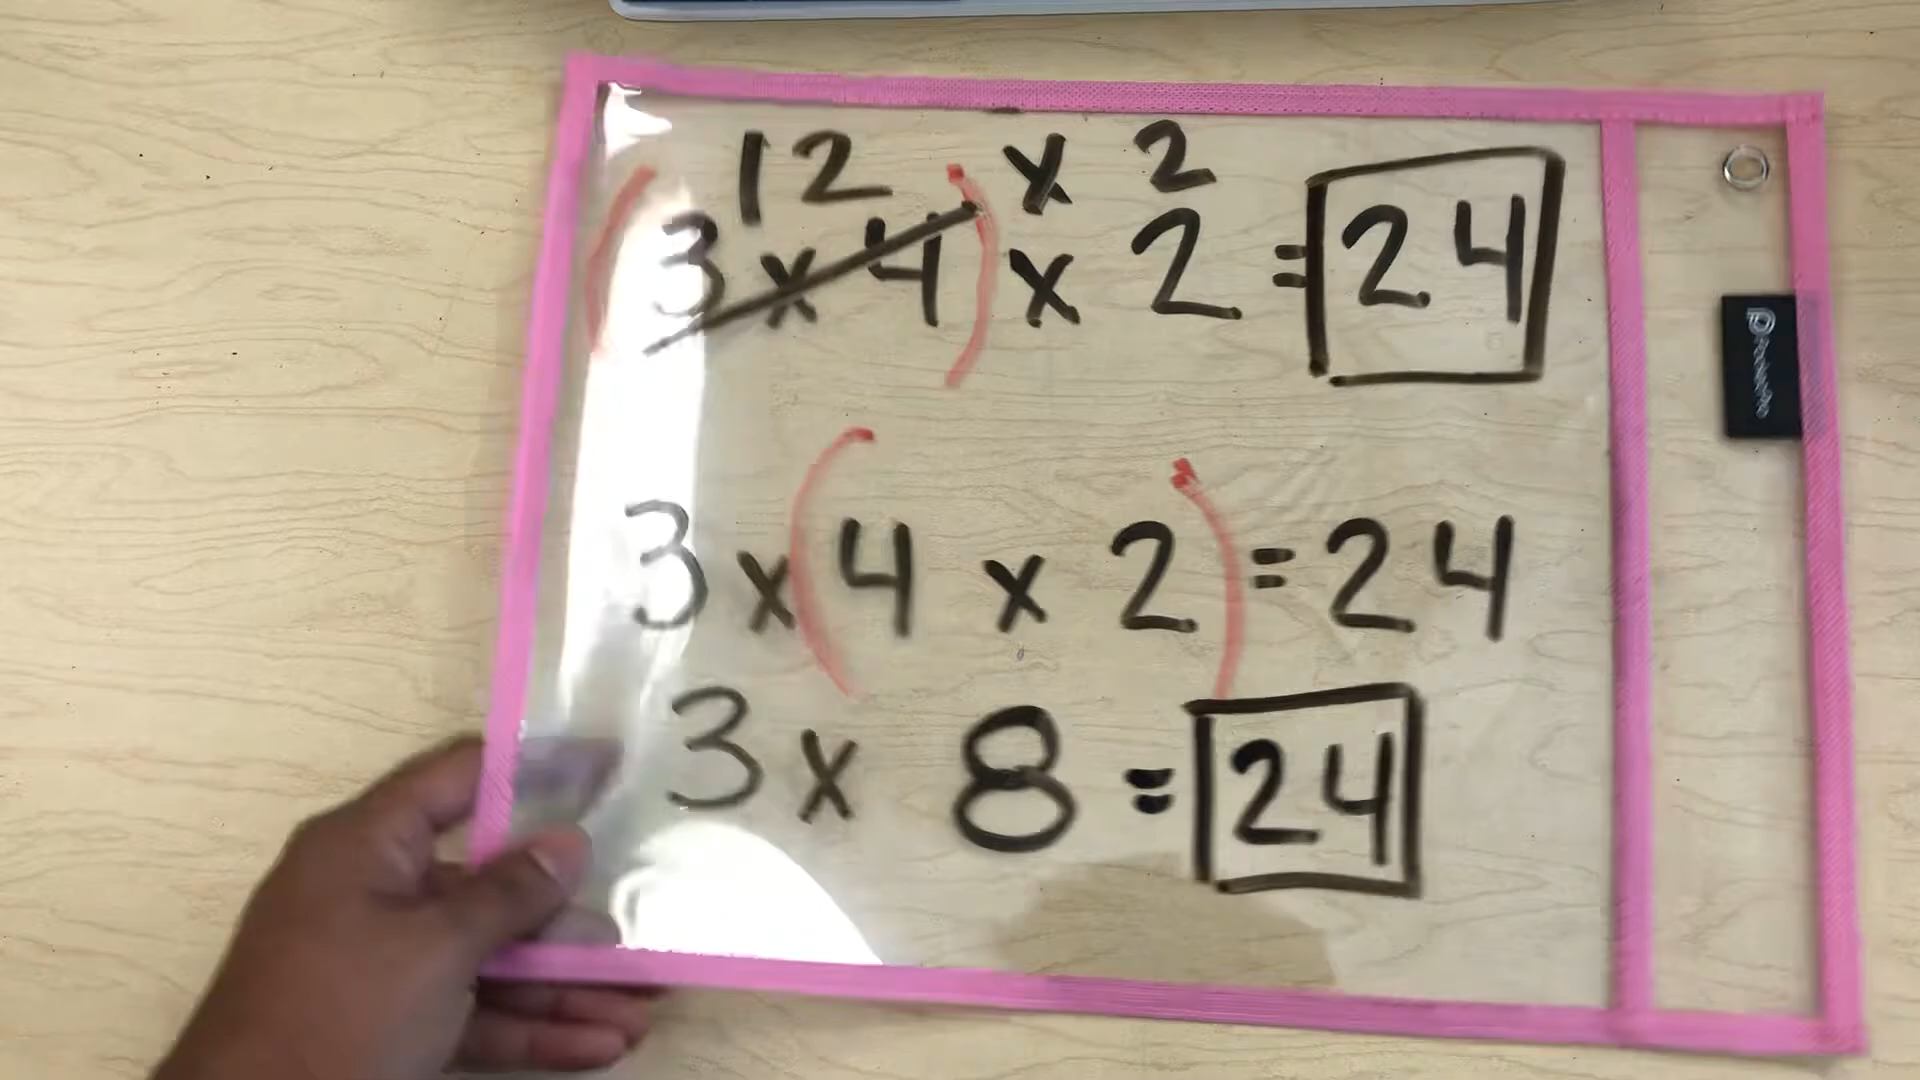 12 x 2
(3 x 4) x 2 = 24
3 x (4 x 2) = 24
3 x 8 = 24